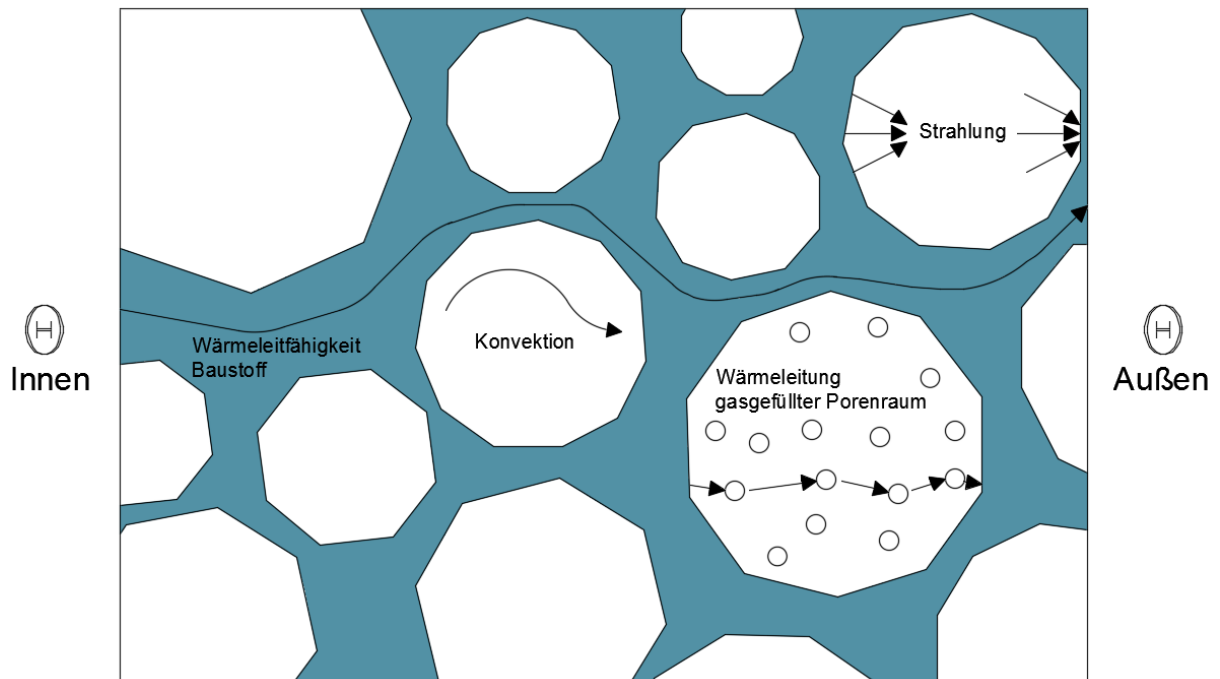 Strahlung
Wärmeleitfähigkeit
Baustoff
Konvektion
Θ
Innen
Θ
Außen
Wärmeleitung
gasgefüllter Porenraum